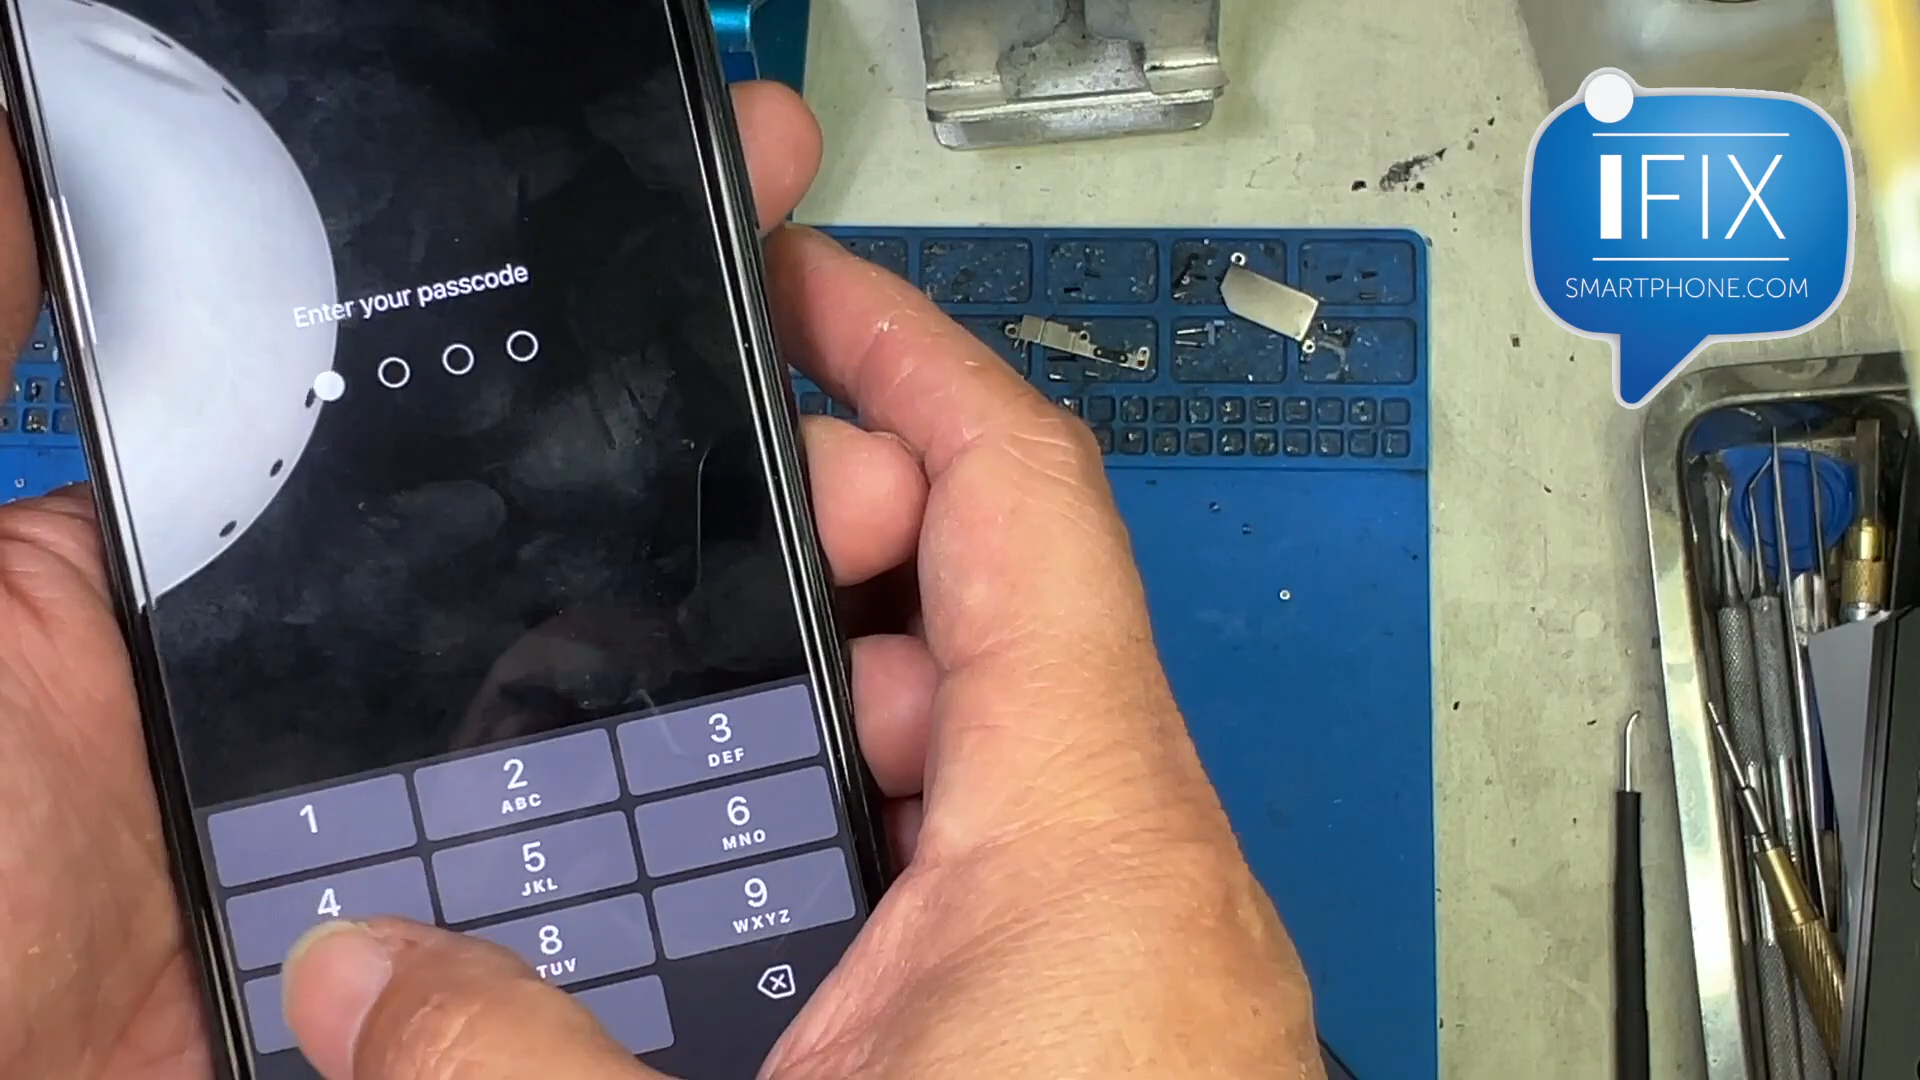 IFIX
SMARTPHONE.COM
Enter your passcode
1
2
ABC
3
DEF
4
5
JKL
6
MNO
8
TUV
9
WXYZ